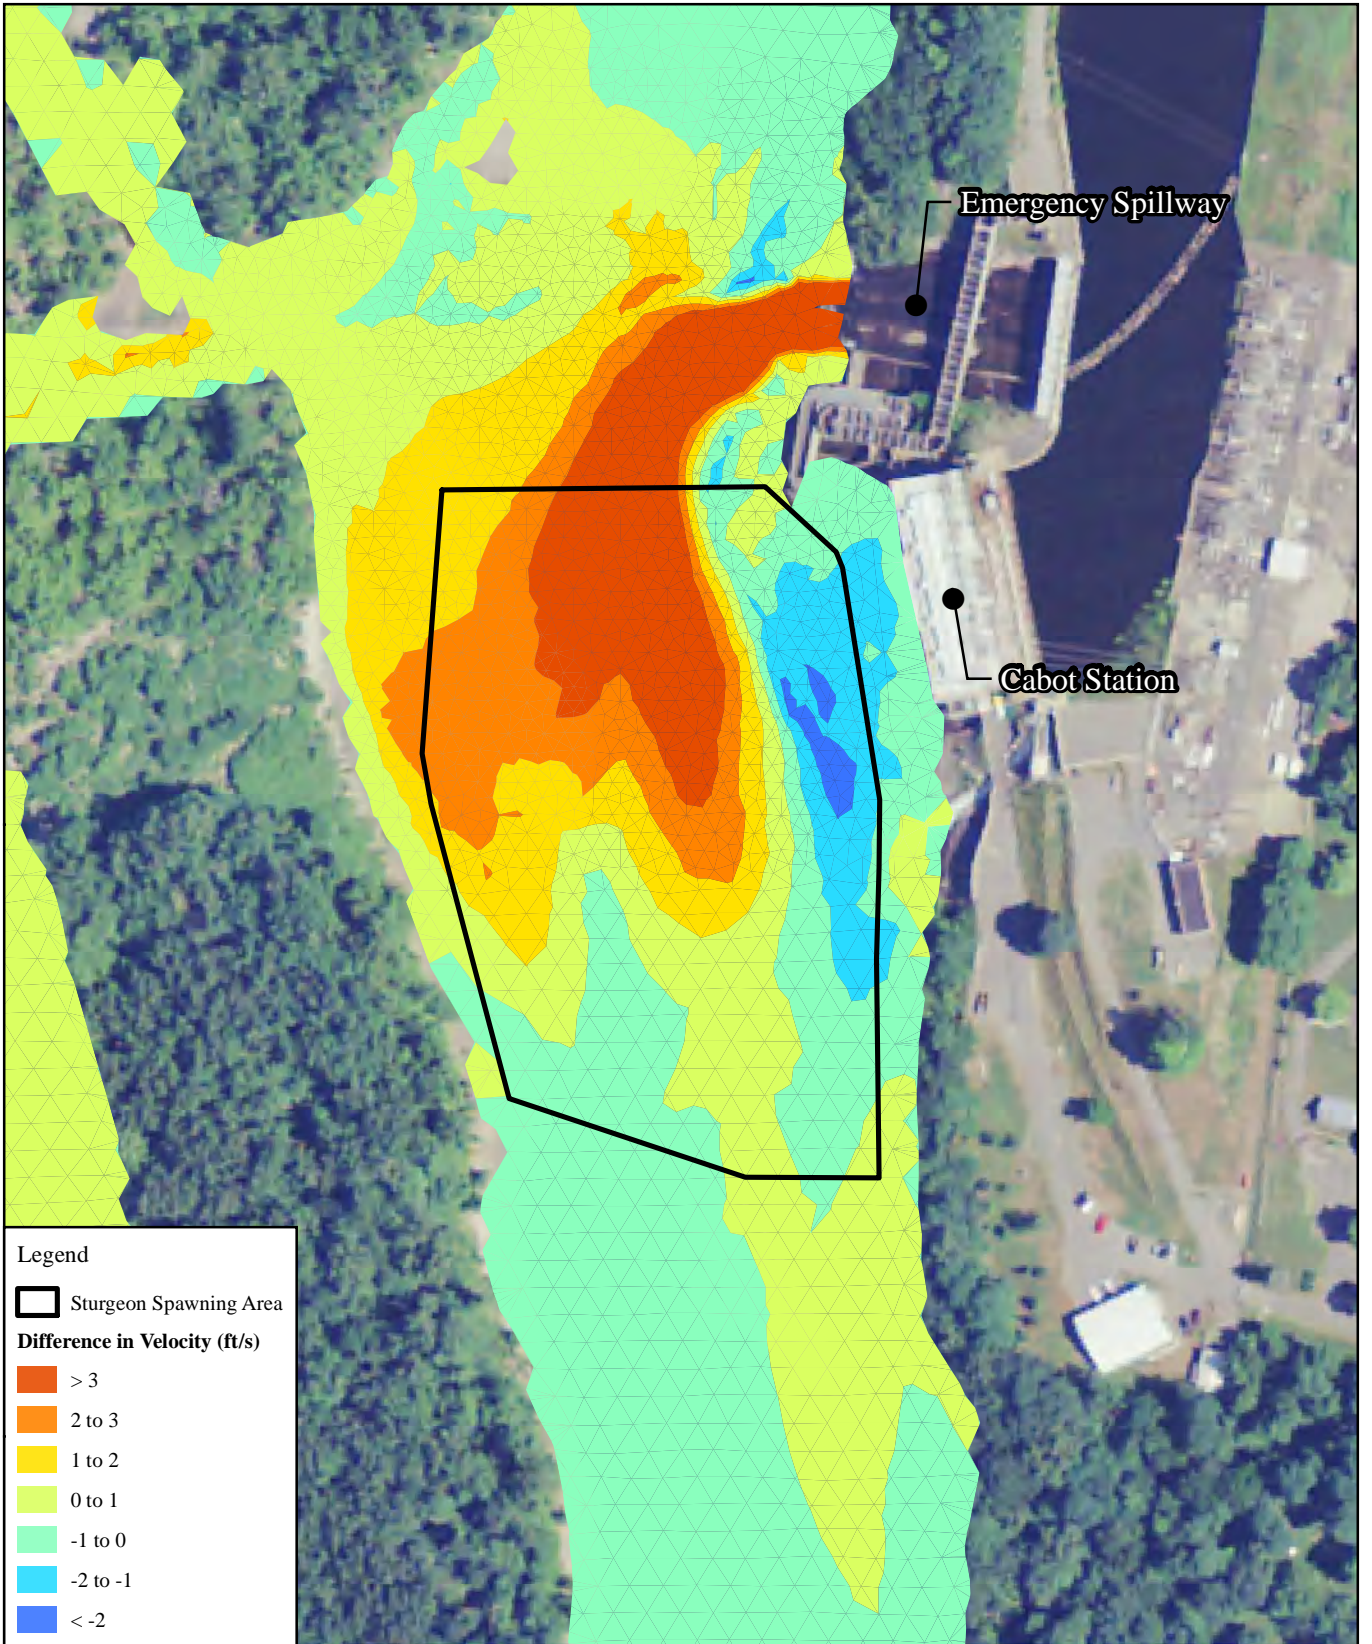 Emergency Spillway
Cabot Station
Legend
Sturgeon Spawning Area
Difference in Velocity (ft/s)
> 3
2 to 3
1 to 2
0 to 1
-1 to 0
-2 to -1
< -2